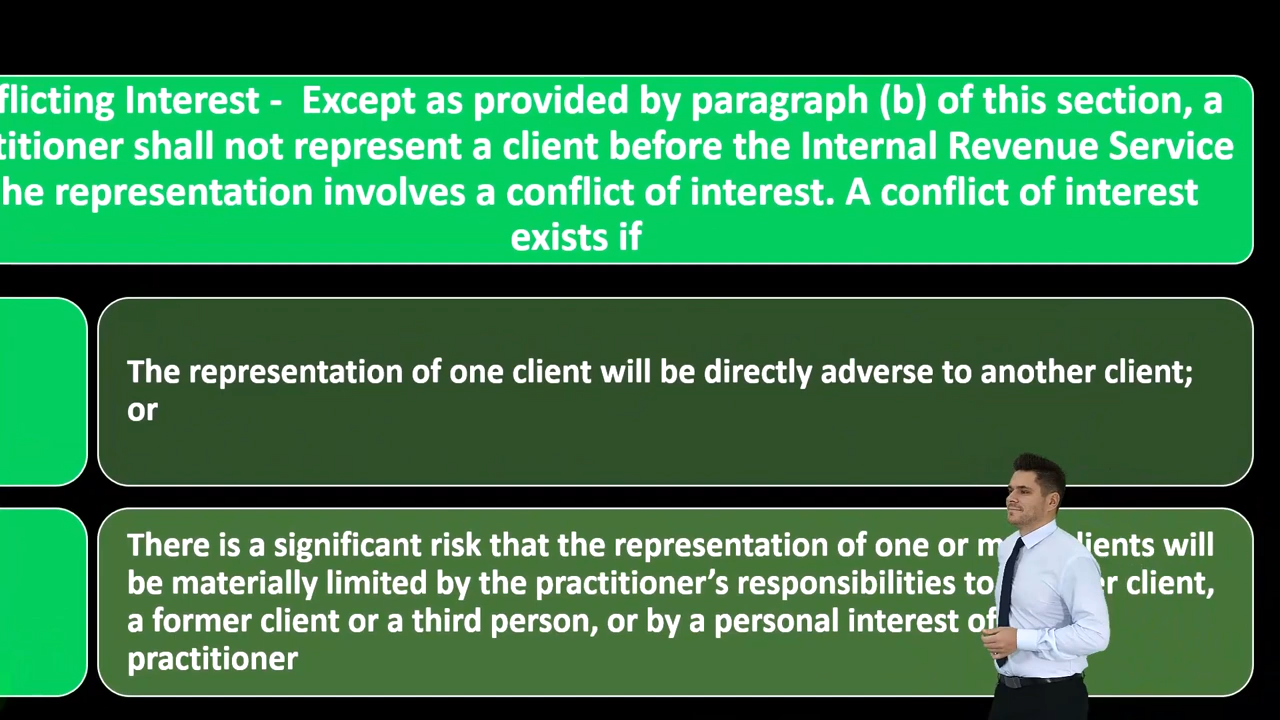 flicting Interest - Except as provided by paragraph (b) of this section, a
titioner shall not represent a client before the Internal Revenue Service
he representation involves a conflict of interest. A conflict of interest
exists if
The representation of one client will be directly adverse to another client;
or
There is a significant risk that the representation of one or m lients will
be materially limited by the practitioner’s responsibilities to er client,
a former client or a third person, or by a personal interest of
practitioner